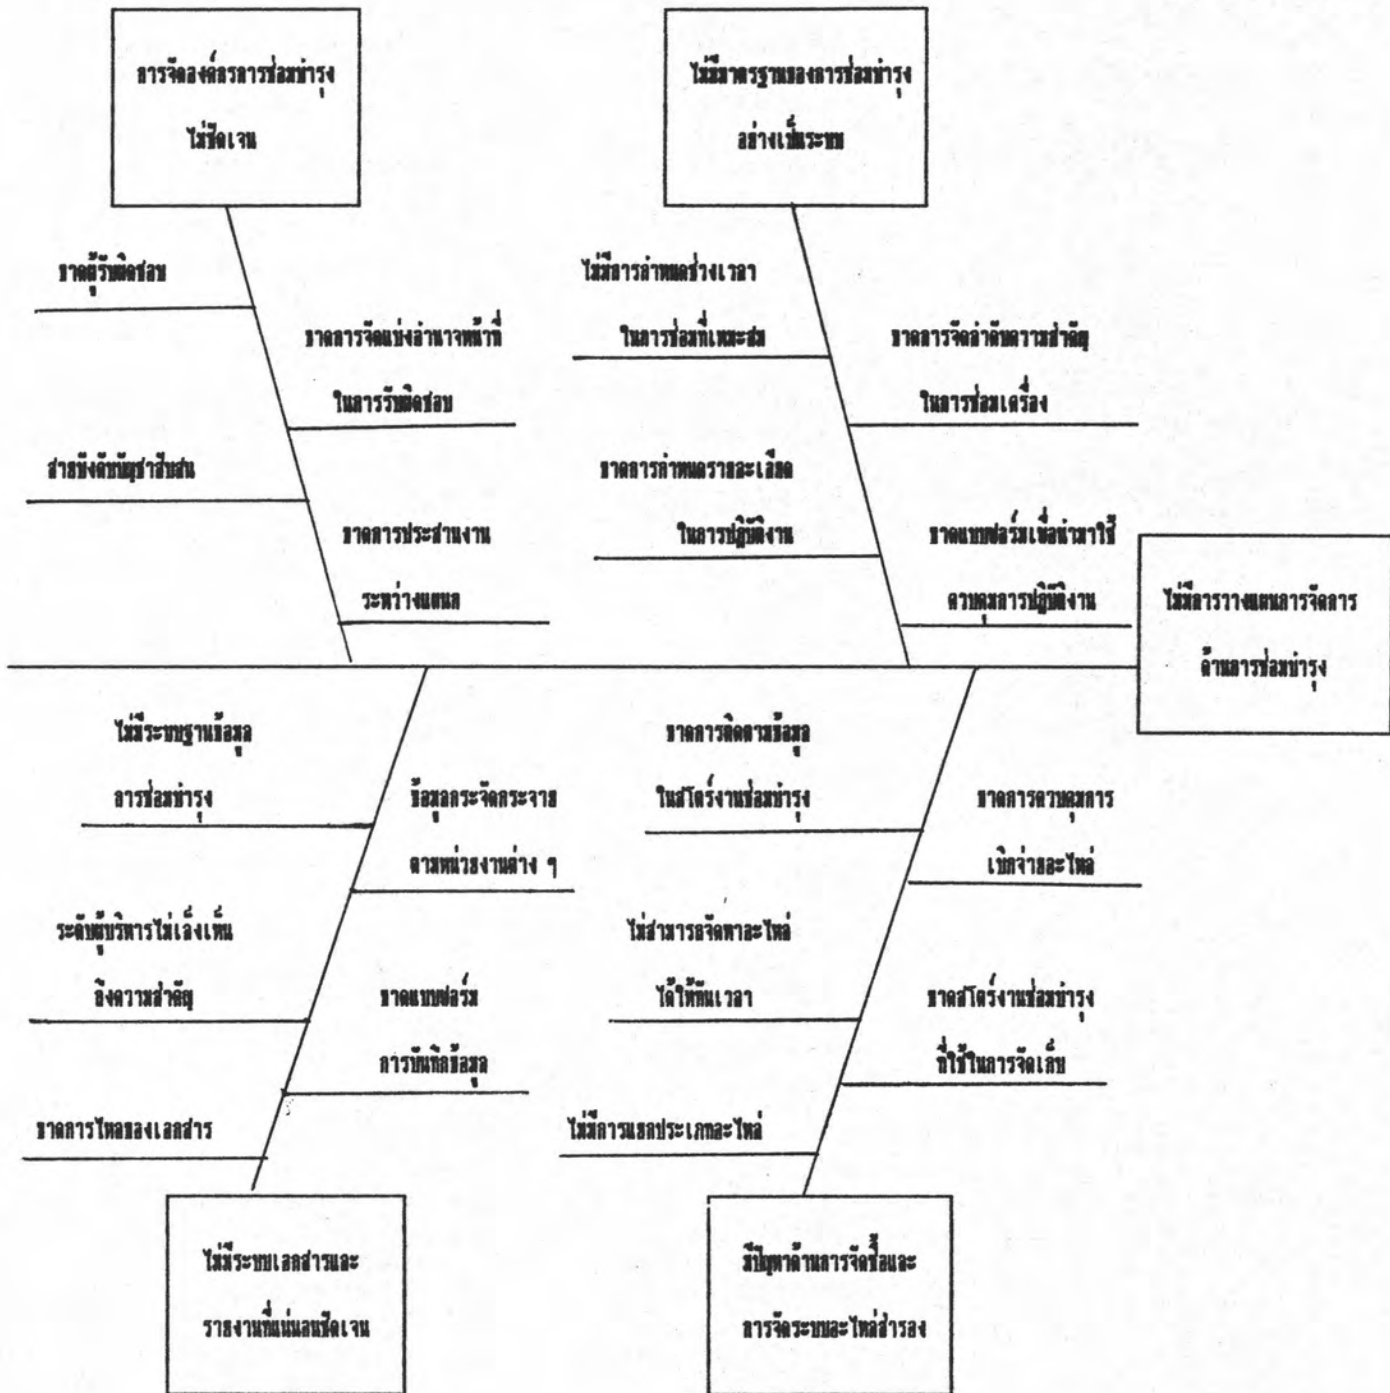 การจัดองค์กรการซ่อมบำรุง
ไม่ชัดเจน
ไม่มีมาตรฐานของการซ่อมบำรุง
อย่างเป็นระบบ
ขาดผู้รับผิดชอบ
ขาดการจัดแบ่งอำนาจหน้าที่
ในการรับผิดชอบ
สายบังคับบัญชาสับสน
ขาดการประสานงาน
ระหว่างแผนก
ไม่มีการกำหนดช่วงเวลา
ในการซ่อมที่เหมาะสม
ขาดการจัดลำดับความสำคัญ
ในการซ่อมเครื่อง
ขาดการกำหนดรายละเอียด
ในการปฏิบัติงาน
ขาดแบบฟอร์มเพื่อนำมาใช้
ควบคุมการปฏิบัติงาน
ไม่มีการวางแผนการจัดการ
ด้านการซ่อมบำรุง
ไม่มีระบบฐานข้อมูล
การซ่อมบำรุง
ข้อมูลกระจัดกระจาย
ตามหน่วยงานต่าง ๆ
ระดับผู้บริหารไม่เล็งเห็น
ถึงความสำคัญ
ขาดแบบฟอร์ม
การบันทึกข้อมูล
ขาดการไหลของเอกสาร
ขาดการติดตามข้อมูล
ในสโตร์งานซ่อมบำรุง
ขาดการควบคุมการ
เบิกจ่ายอะไหล่
ไม่สามารถจัดหาอะไหล่
ได้ให้ทันเวลา
ขาดสโตร์งานซ่อมบำรุง
ที่ใช้ในการจัดเก็บ
ไม่มีการแยกประเภทอะไหล่
ไม่มีระบบเอกสารและ
รายงานที่แน่นอนชัดเจน
มีปัญหาด้านการจัดซื้อและ
การจัดระบบอะไหล่สำรอง